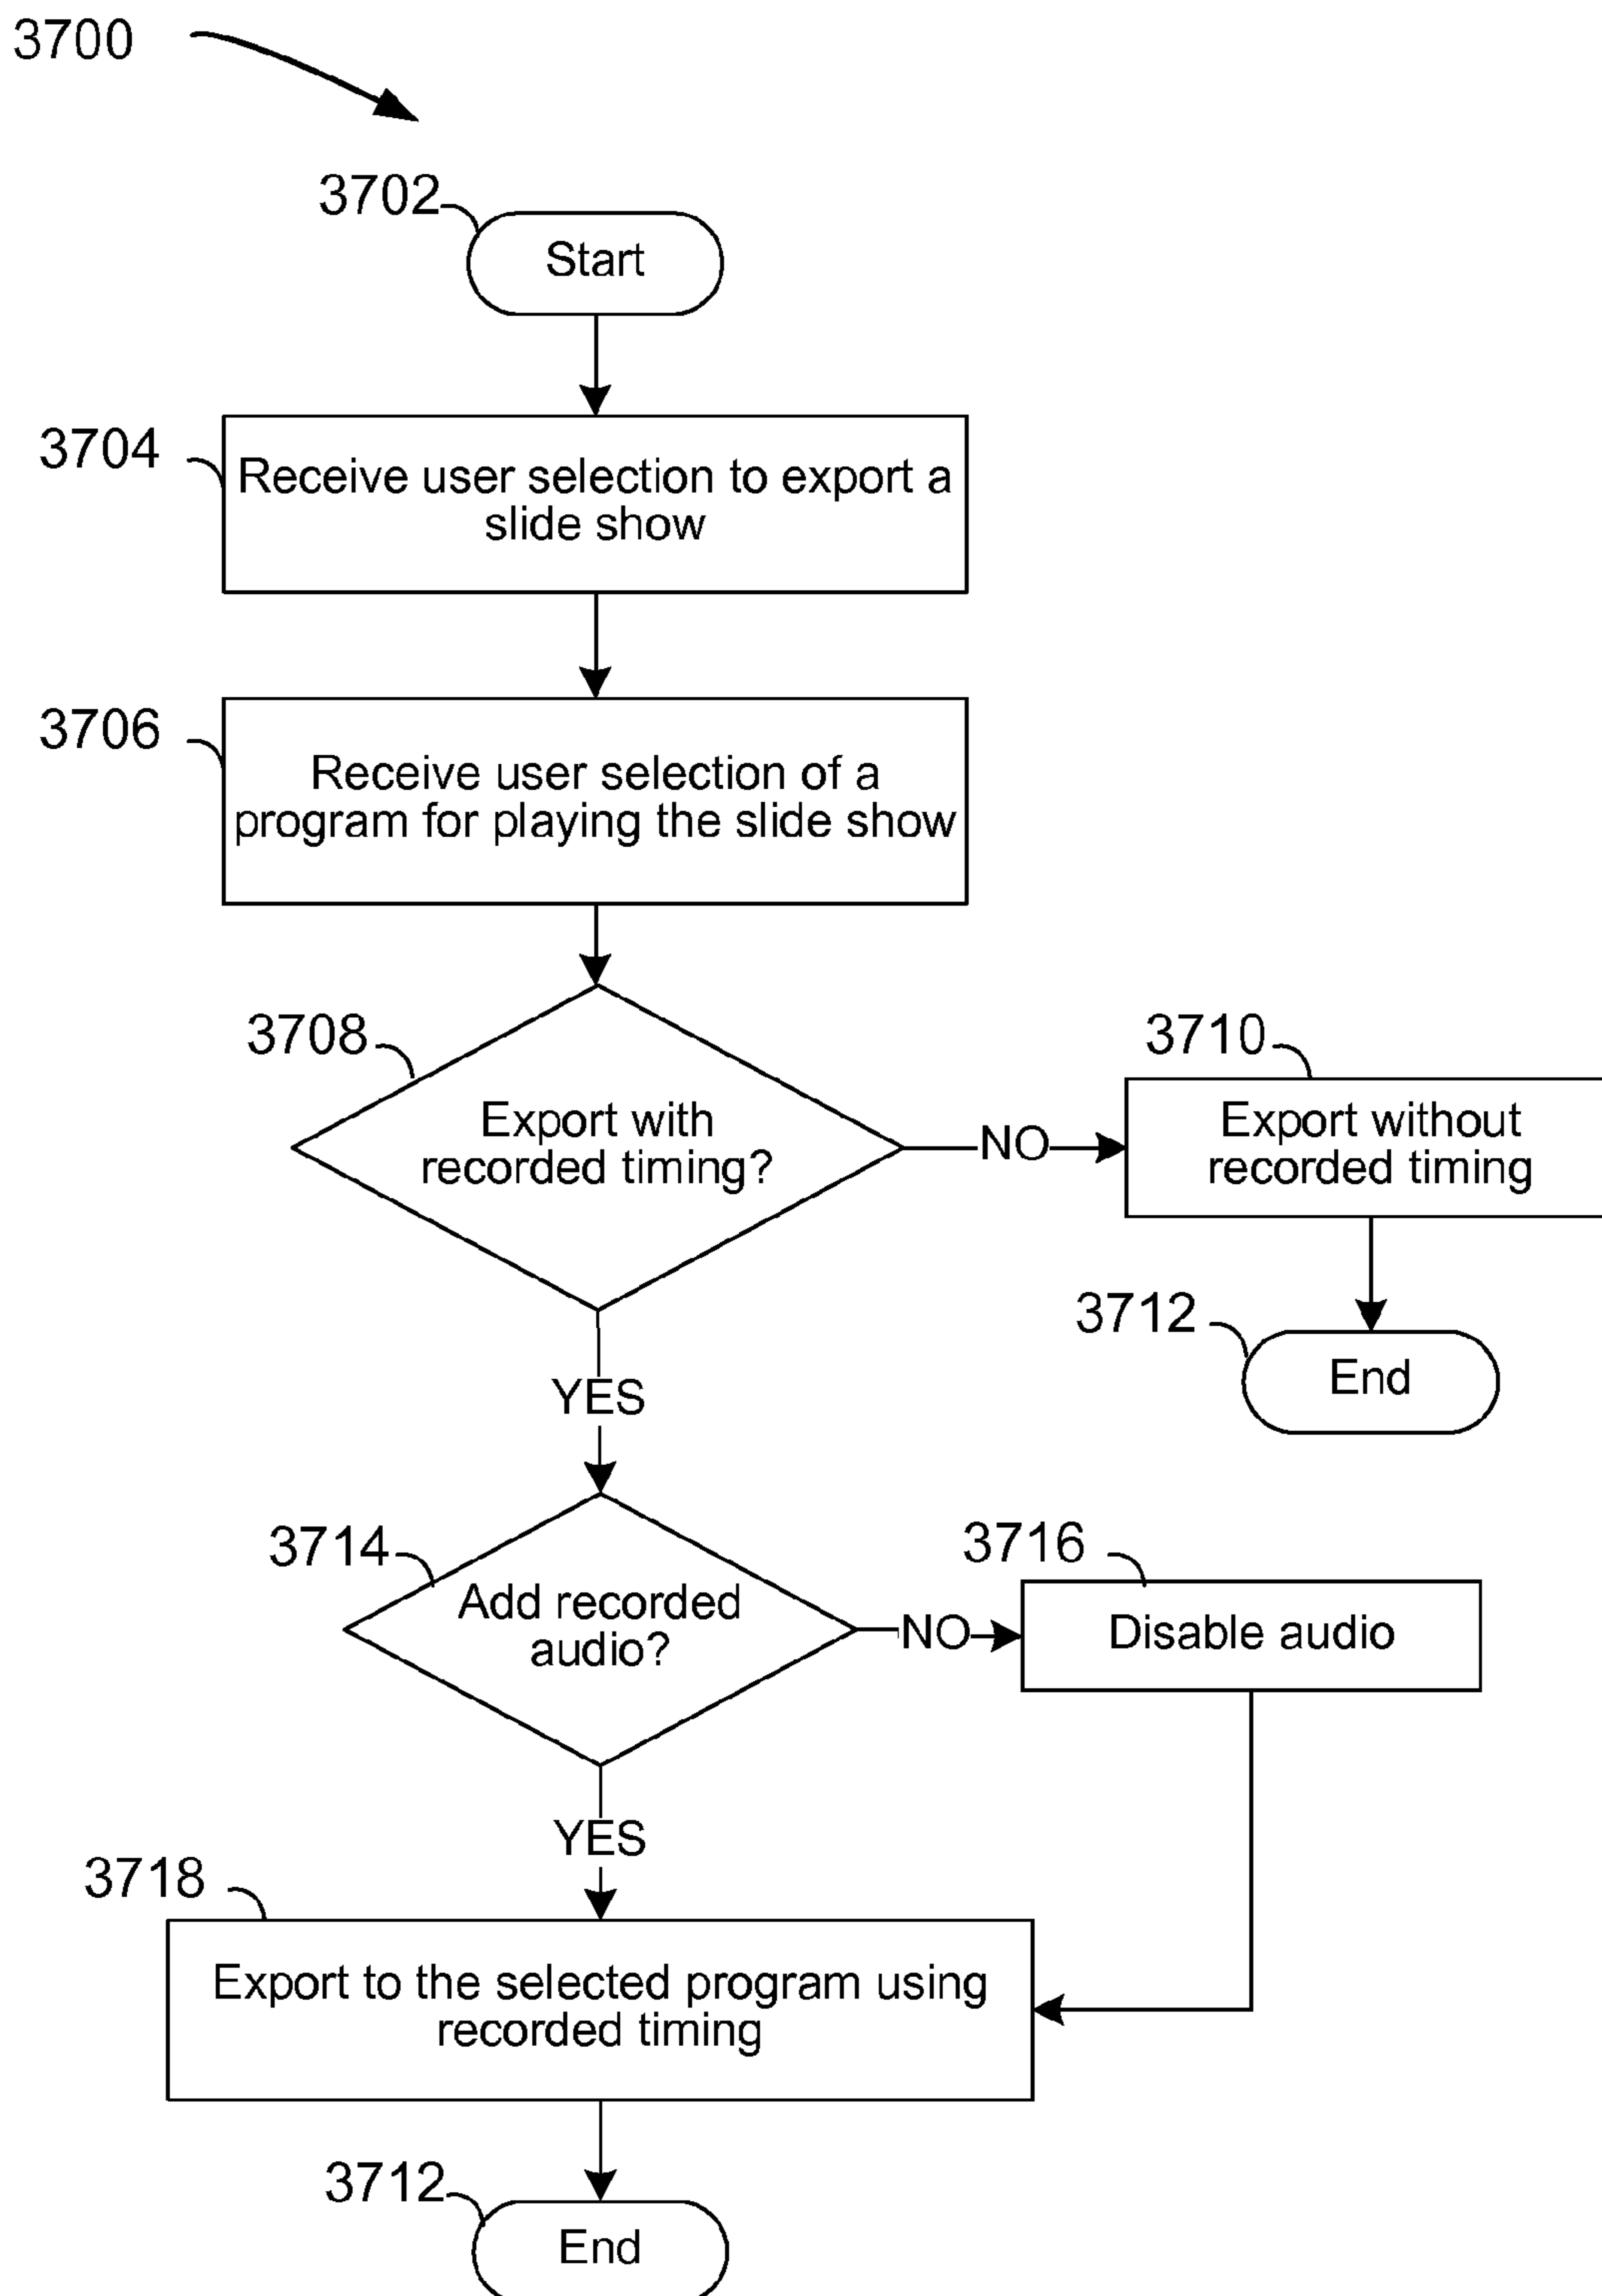 3700
3702
Start
3704
Receive user selection to export a
slide show
3706
Receive user selection of a
program for playing the slide show
3708
Export with
recorded timing?
NO
3710
Export without
recorded timing
3712
End
YES
3714
Add recorded
audio?
NO
3716
Disable audio
YES
3718
Export to the selected program using
recorded timing
3712
End